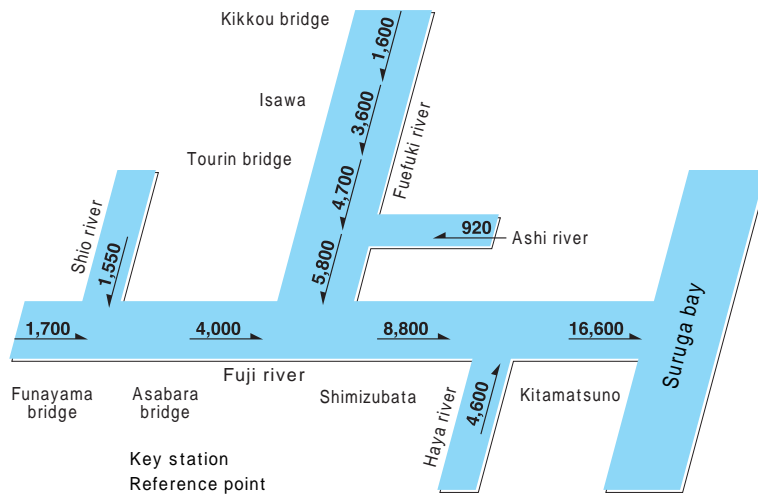 Kikkou bridge
1,600
Isawa
3,600
Fuefuki river
Tourin bridge
4,700
Shio river
1,550
920
Ashi river
5,800
Suruga bay
1,700
4,000
8,800
16,600
Fuji river
Funayama
bridge
Asabara
bridge
Shimizubata
Haya river
4,600
Kitamatsuno
Key station
Reference point